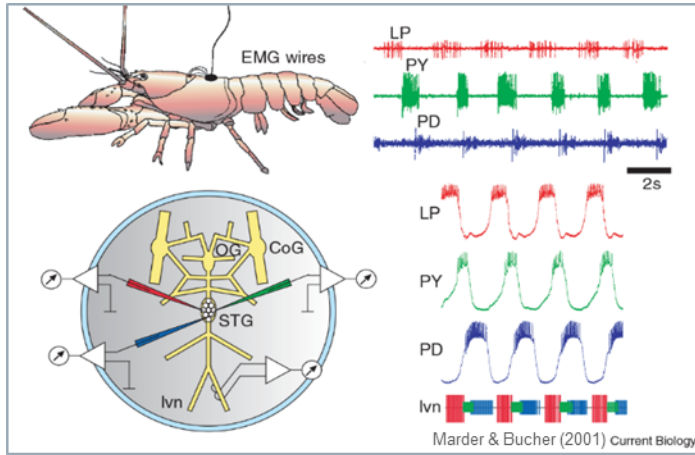 EMG wires
LP
PY
PD
2s
OG
CoG
STG
lvn
LP
PY
PD
lvn
Marder & Bucher (2001) Current Biology